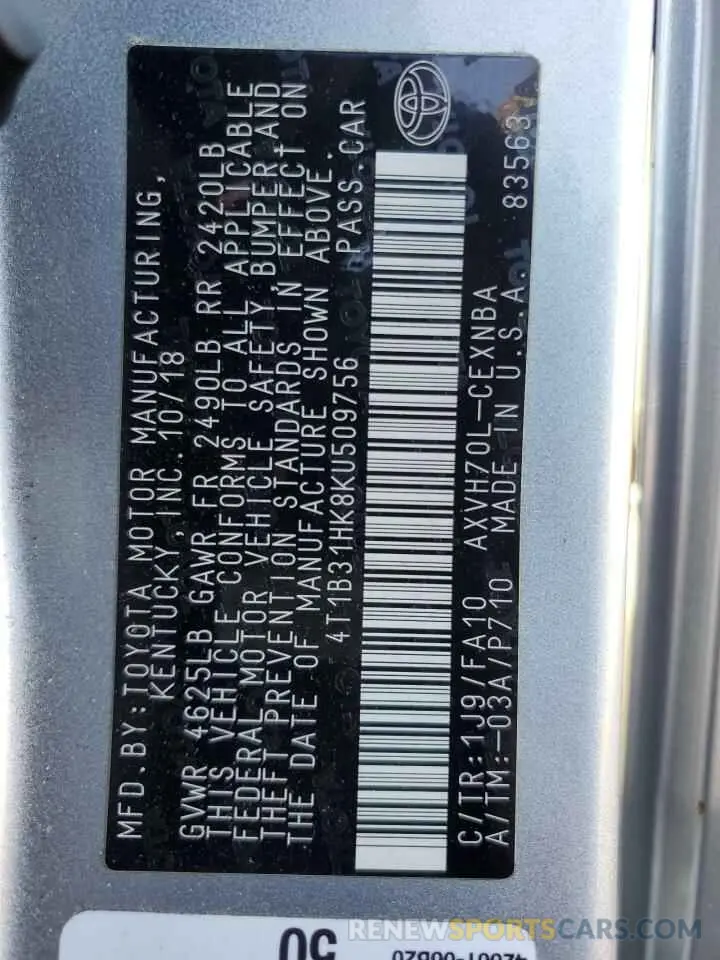 MFD.BY:TOYOTA MOTOR MANUFACTURING,
KENTUCKY,INC.10/18
GVWR 4625LB GAWR FR 2490LB RR 2420LB
THIS VEHICLE CONFORMS TO ALL APPLICABLE
FEDERAL MOTOR VEHICLE SAFETY,BUMPER,AND
THEFT PREVENTION STANDARDS IN EFFECT ON
THE DATE OF MANUFACTURE SHOWN ABOVE.
4T1B31HK8KU509756 PASS.CAR
C/TR:1J9/FA10 AXVH70L-CEXNBA
A/TM:-03A/P710 MADE IN U.S.A. 83563
50
RENEWSPORTSCARS.COM